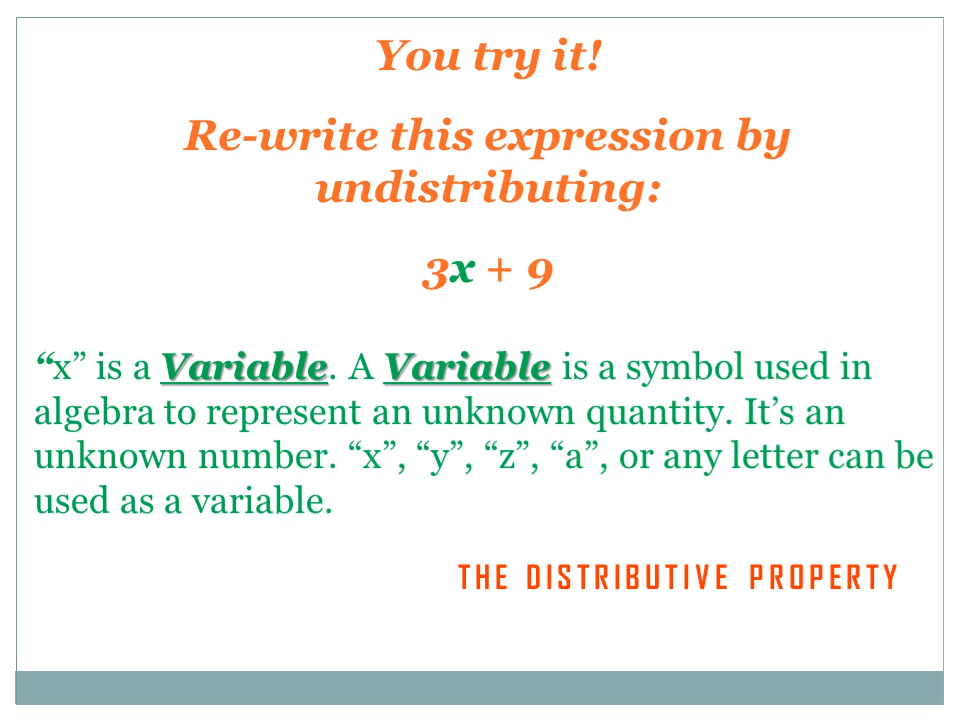 You try it!
Re-write this expression by
undistributing:
3x + 9
“x” is a Variable. A Variable is a symbol used in
algebra to represent an unknown quantity. It’s an
unknown number. “x”, “y”, “z”, “a”, or any letter can be
used as a variable.
THE DISTRIBUTIVE PROPERTY